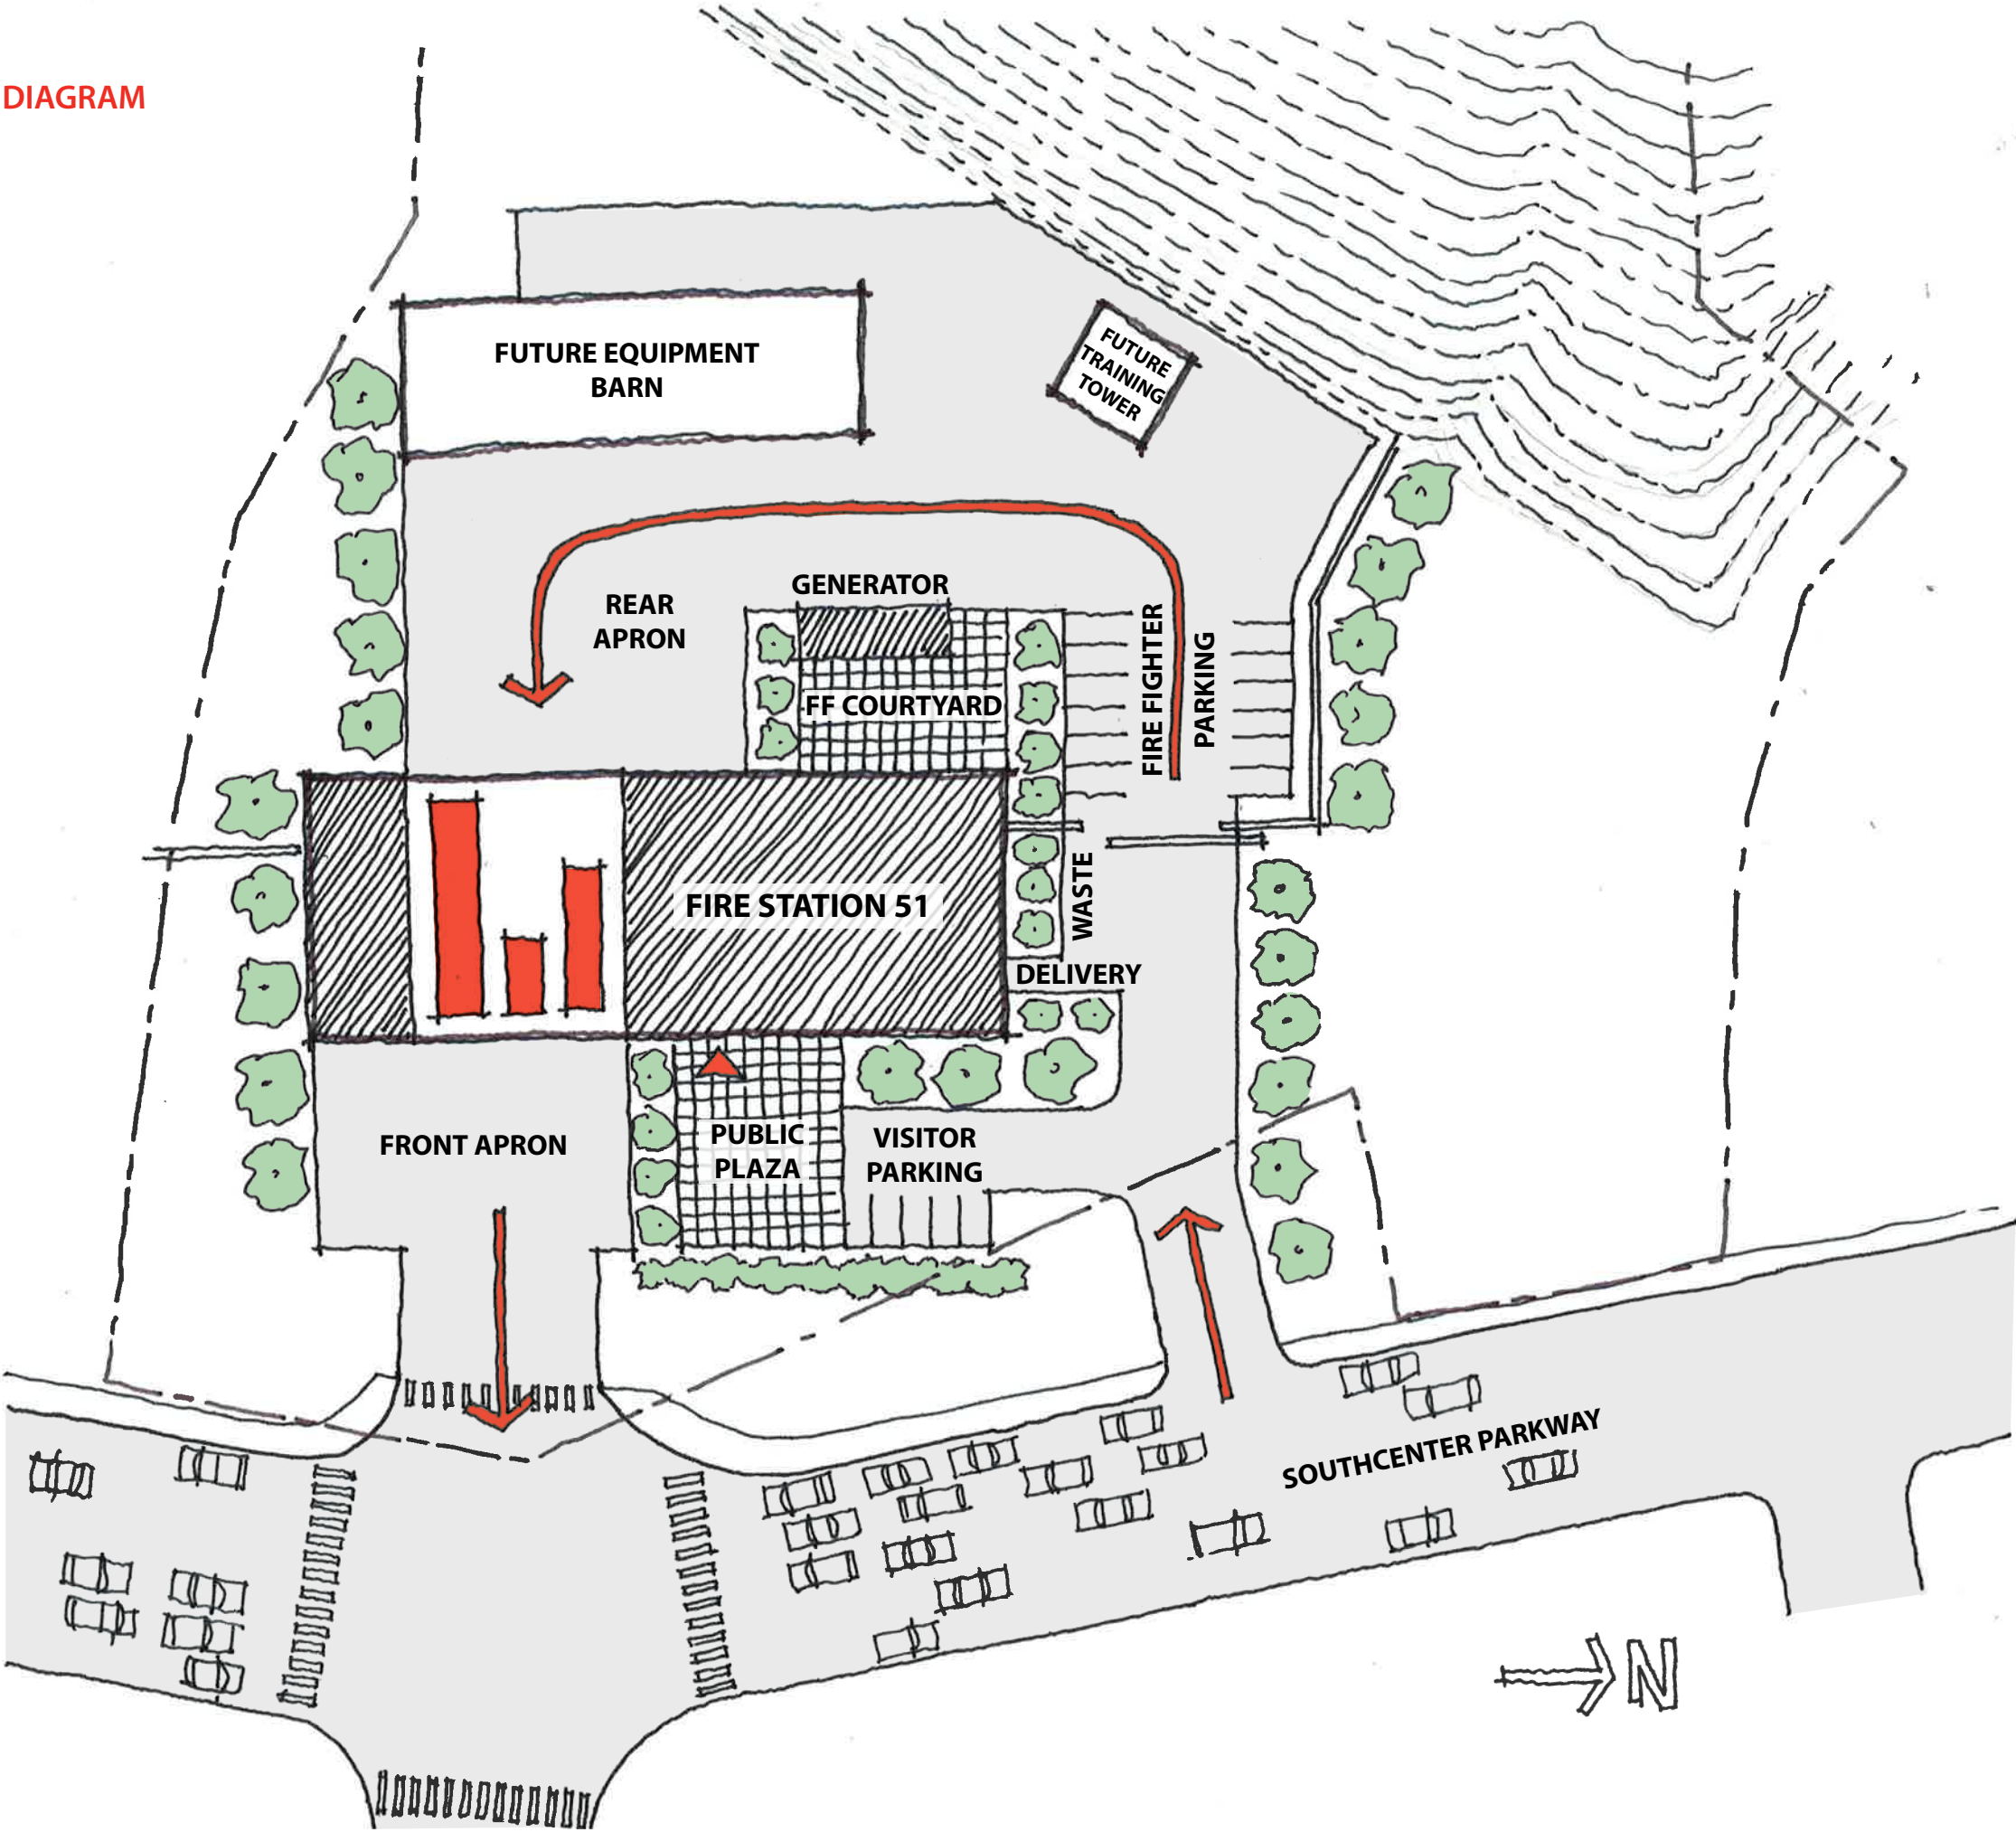 DIAGRAM
FUTURE EQUIPMENT
BARN
FUTURE
TRAINING
TOWER
GENERATOR
REAR
APRON
FF COURTYARD
FIRE FIGHTER
PARKING
FIRE STATION 51
WASTE
DELIVERY
FRONT APRON
PUBLIC
PLAZA
VISITOR
PARKING
SOUTHCENTER PARKWAY
N